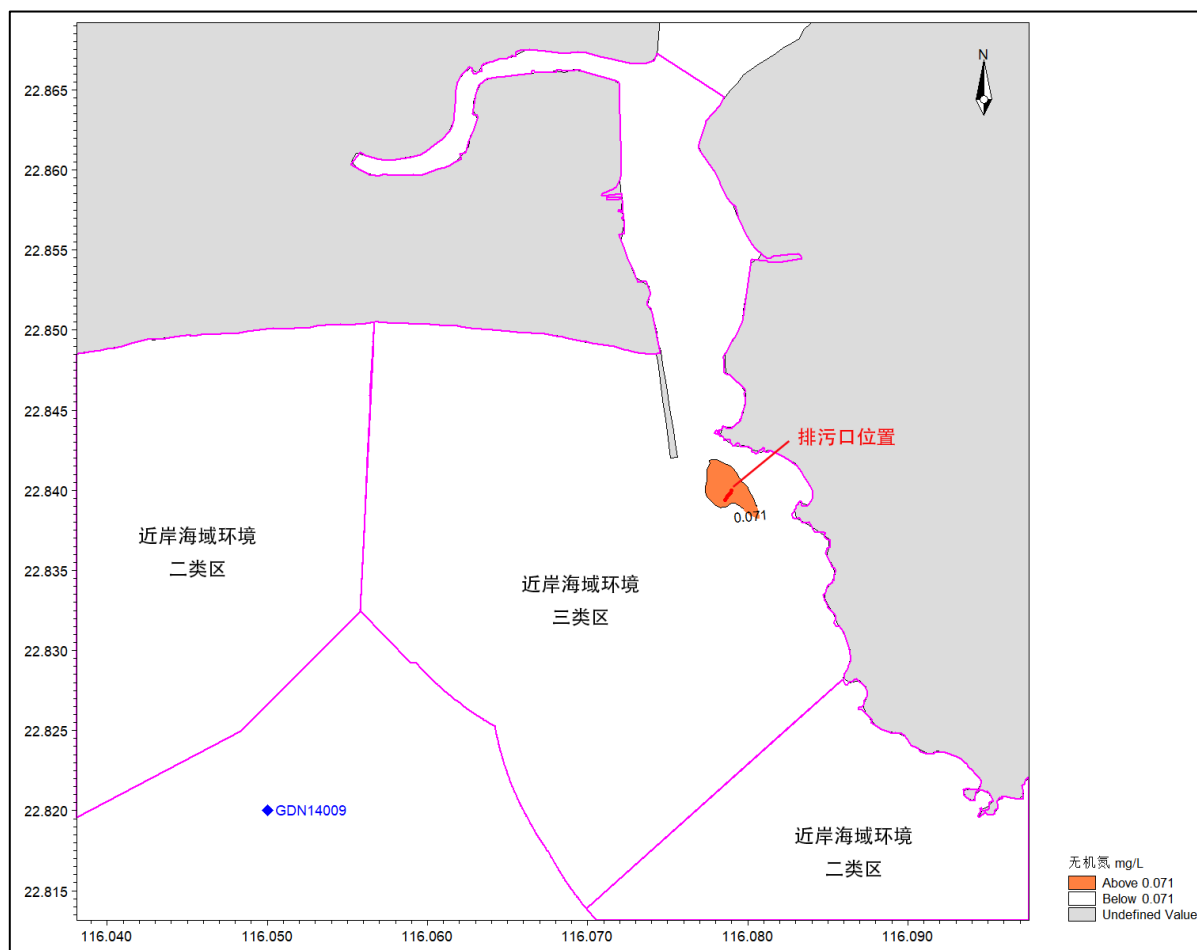 N
22.865
22.860
22.855
22.850
22.845
22.840
22.835
22.830
22.825
22.820
22.815
排污口位置
0.071
近岸海域环境
二类区
近岸海域环境
三类区
GDN14009
近岸海域环境
二类区
116.040
116.050
116.060
116.070
116.080
116.090
无机氮 mg/L
Above 0.071
Below 0.071
Undefined Value